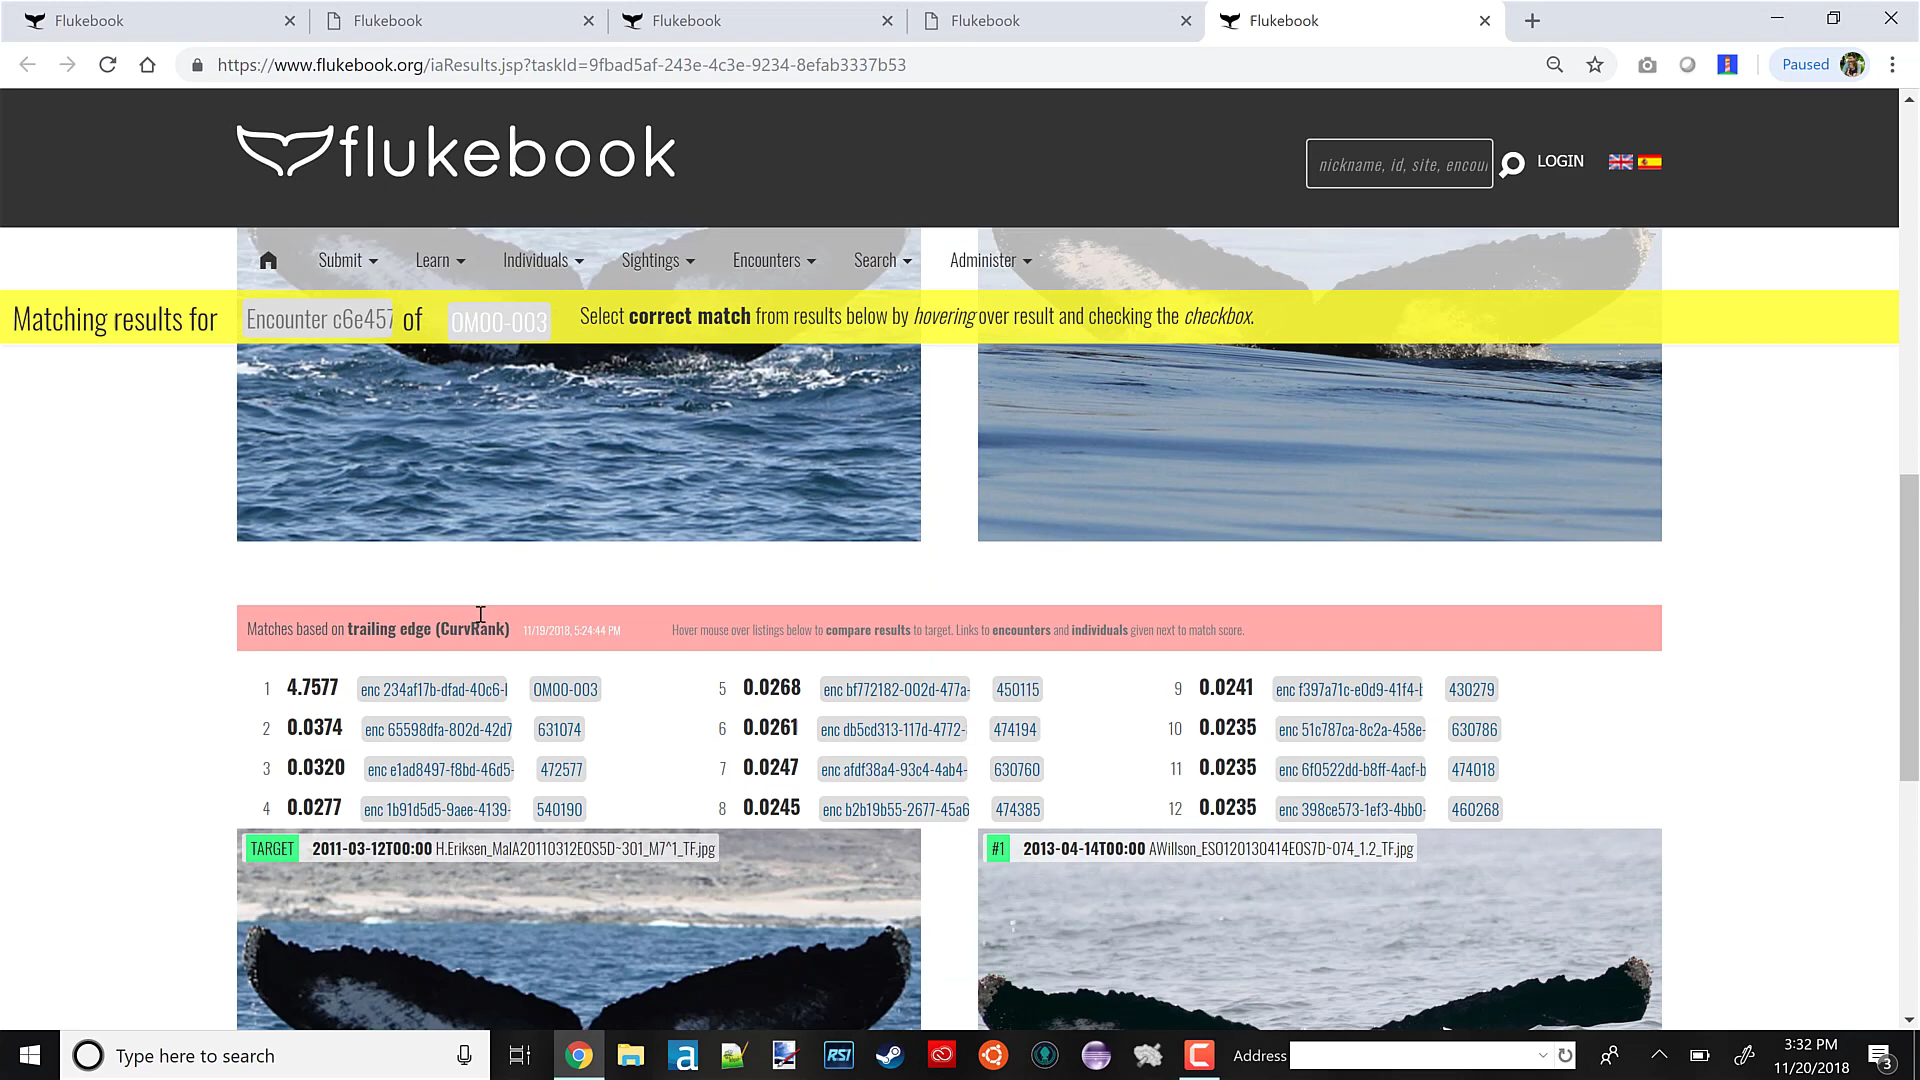 Flukebook
Flukebook
Flukebook
Flukebook
Flukebook
https://www.flukebook.org/iaResults.jsp?taskId=9fbad5af-243e-4c3e-9234-8efab3337b53
Paused
flukebook
nickname, id, site, encou
LOGIN
Submit
Learn
Individuals
Sightings
Encounters
Search
Administer
Matching results for Encounter c6e457 of OM00-003 Select correct match from results below by hovering over result and checking the checkbox.
Matches based on trailing edge (CurvRank) 11/19/2018, 5:24:44 PM Hover mouse over listings below to compare results to target. Links to encounters and individuals given next to match score.
1 4.7577 enc 234af17b-dfad-40c6- OM00-003
2 0.0374 enc 65598dfa-802d-42d7 631074
3 0.0320 enc e1ad8497-f8bd-46d5- 472577
4 0.0277 enc 1b91d5d5-9aee-4139- 540190
5 0.0268 enc bf772182-002d-477a- 450115
6 0.0261 enc db5cd313-117d-4772- 474194
7 0.0247 enc afdf38a4-93c4-4ab4- 630760
8 0.0245 enc b2b19b55-2677-45a6 474385
9 0.0241 enc f397a71c-e0d9-41f4- 430279
10 0.0235 enc 51c787ca-8c2a-458e- 630786
11 0.0235 enc 6f0522dd-b8ff-4acf-b 474018
12 0.0235 enc 398ce573-1ef3-4bb0- 460268
TARGET 2011-03-12T00:00 H.Eriksen_MalA20110312EOS5D~301_M7^1_TF.jpg
#1 2013-04-14T00:00 AWillson_ESO120130414EOS7D~074_1.2_TF.jpg
Type here to search
RSI
Address
3:32 PM
11/20/2018
3